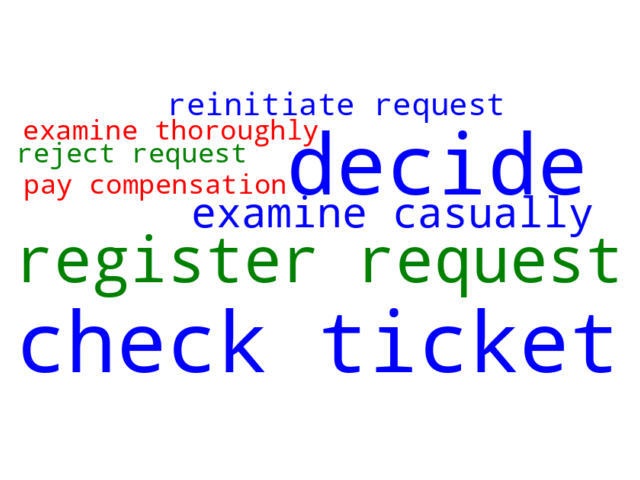 reinitiate request
examine thoroughly
reject request
decide
pay compensation
examine casually
register request
check ticket